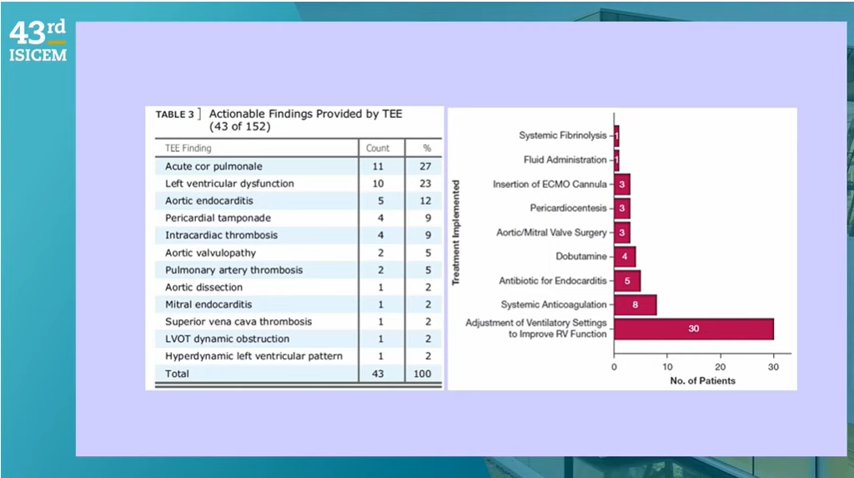 43rd
ISICEM
TABLE 3 ] Actionable Findings Provided by TEE
(43 of 152)
TEE Finding Count %
Acute cor pulmonale 11 27
Left ventricular dysfunction 10 23
Aortic endocarditis 5 12
Pericardial tamponade 4 9
Intracardiac thrombosis 4 9
Aortic valvulopathy 2 5
Pulmonary artery thrombosis 2 5
Aortic dissection 1 2
Mitral endocarditis 1 2
Superior vena cava thrombosis 1 2
LVOT dynamic obstruction 1 2
Hyperdynamic left ventricular pattern 1 2
Total 43 100
Treatment Implemented
Systemic Fibrinolysis 1
Fluid Administration 1
Insertion of ECMO Cannula 3
Pericardiocentesis 3
Aortic/Mitral Valve Surgery 3
Dobutamine 4
Antibiotic for Endocarditis 5
Systemic Anticoagulation 8
Adjustment of Ventilatory Settings
to Improve RV Function 30
0 10 20 30
No. of Patients